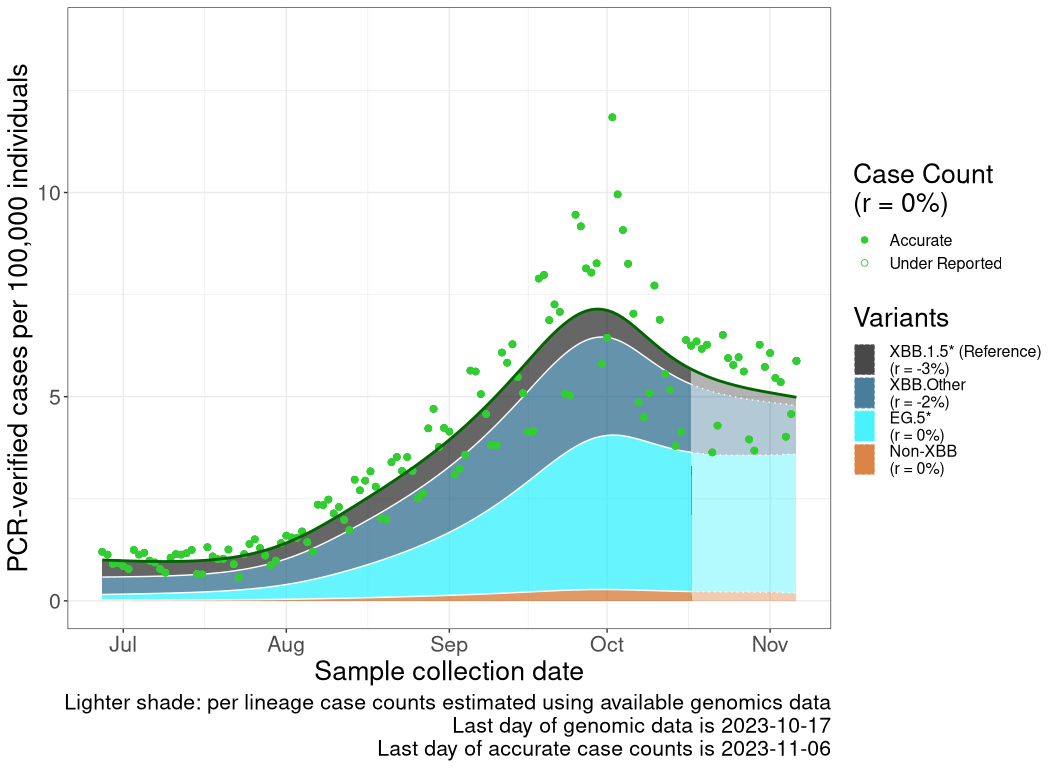 PCR-verified cases per 100,000 individuals
10
5
0
Jul Aug Sep Oct Nov
Sample collection date
Lighter shade: per lineage case counts estimated using available genomics data
Last day of genomic data is 2023-10-17
Last day of accurate case counts is 2023-11-06
Case Count
(r = 0%)
Accurate
Under Reported
Variants
XBB.1.5* (Reference)
(r = -3%)
XBB.Other
(r = -2%)
EG.5*
(r = 0%)
Non-XBB
(r = 0%)